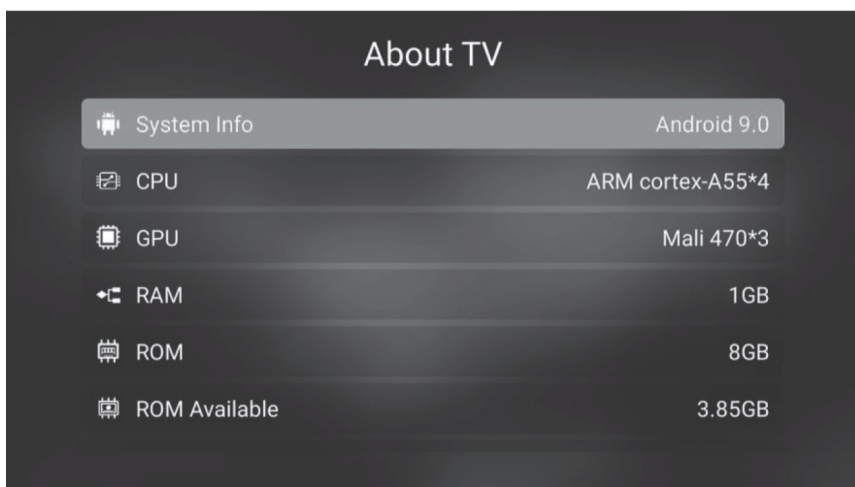 About TV
System Info Android 9.0
CPU ARM cortex-A55*4
GPU Mali 470*3
RAM 1GB
ROM 8GB
ROM Available 3.85GB